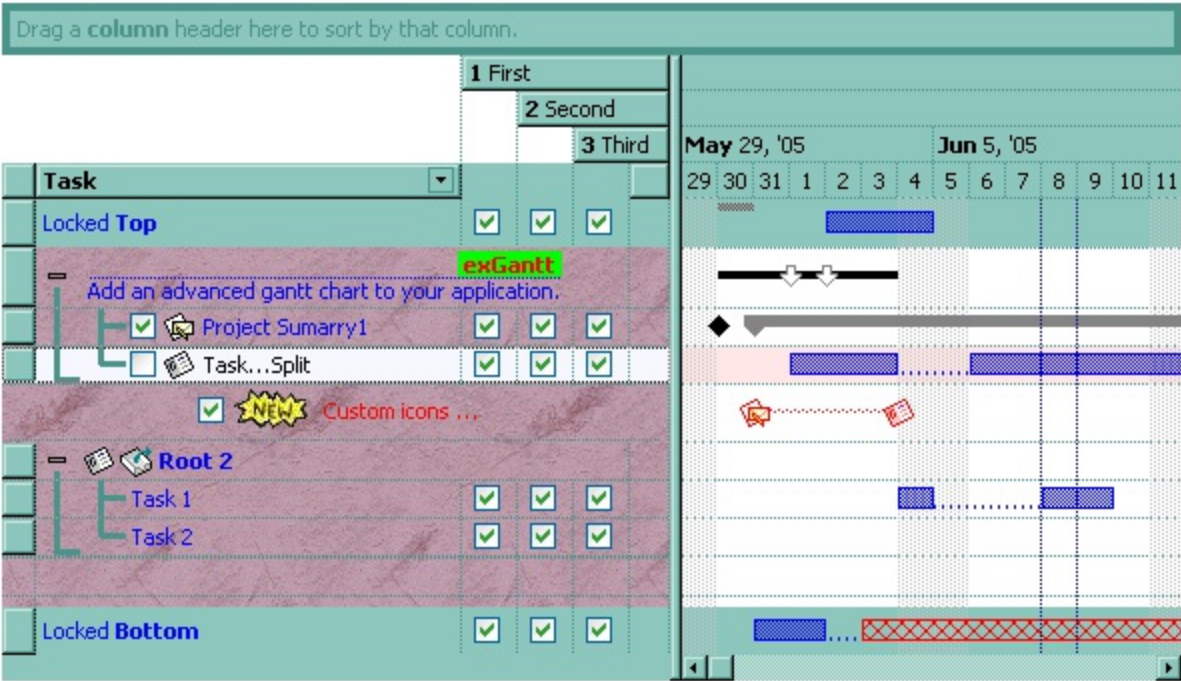 Drag a column header here to sort by that column.
1 First
2 Second
3 Third
May 29, '05
Jun 5, '05
Task
29 30 31 1 2 3 4 5 6 7 8 9 10 11
Locked Top
exGantt
Add an advanced gantt chart to your application.
Project Sumarry1
Task...Split
NEW
Custom icons ...
Root 2
Task 1
Task 2
Locked Bottom